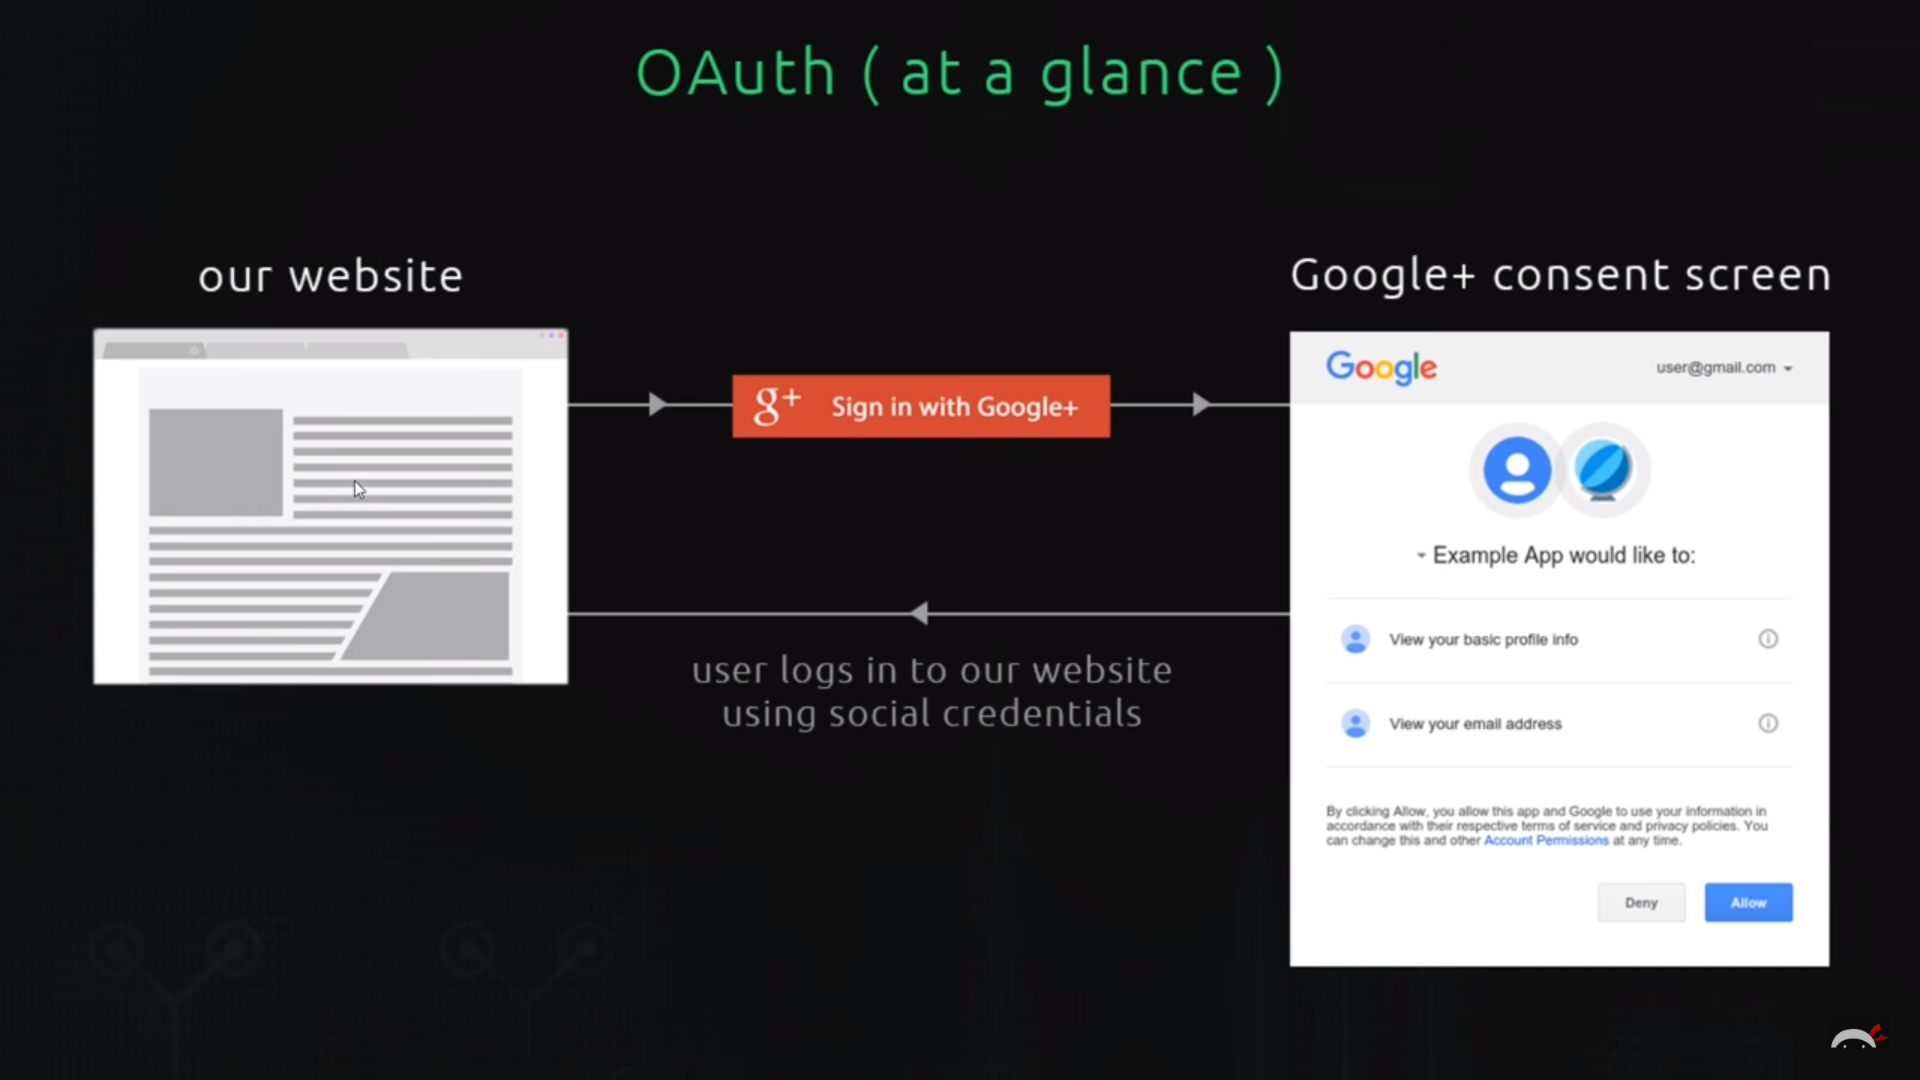 OAuth ( at a glance )
our website
Google+ consent screen
g+ Sign in with Google+
Google user@gmail.com
Example App would like to:
View your basic profile info
View your email address
user logs in to our website
using social credentials
By clicking Allow, you allow this app and Google to use your information in
accordance with their respective terms of service and privacy policies. You
can change this and other Account Permissions at any time.
Deny Allow